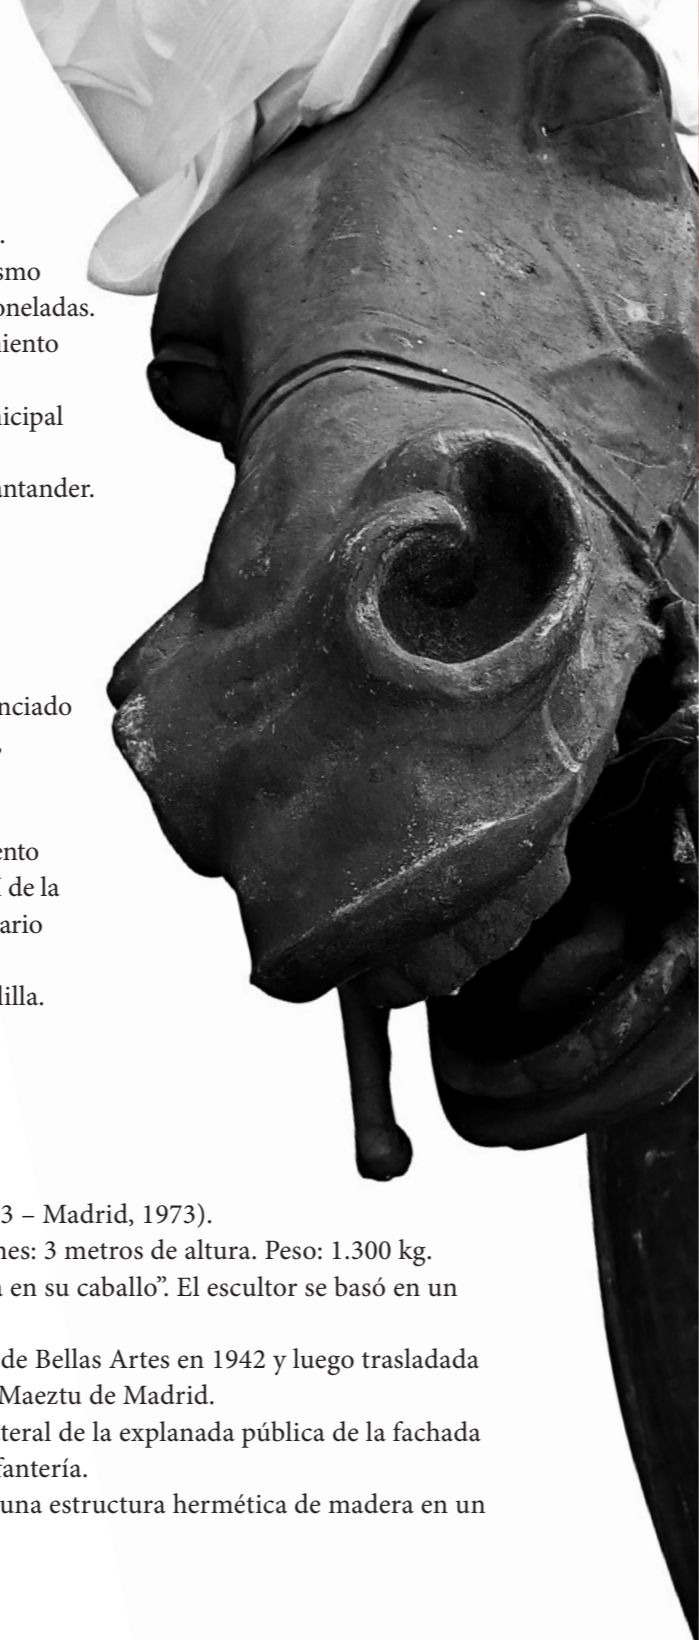 .
smo
oneladas.
iento
nicipal
antander.
nciado
,
ento
de la
ario
lilla.
3 – Madrid, 1973).
nes: 3 metros de altura. Peso: 1.300 kg.
en su caballo”. El escultor se basó en un
de Bellas Artes en 1942 y luego trasladada
Maeztu de Madrid.
teral de la explanada pública de la fachada
fantería.
una estructura hermética de madera en un